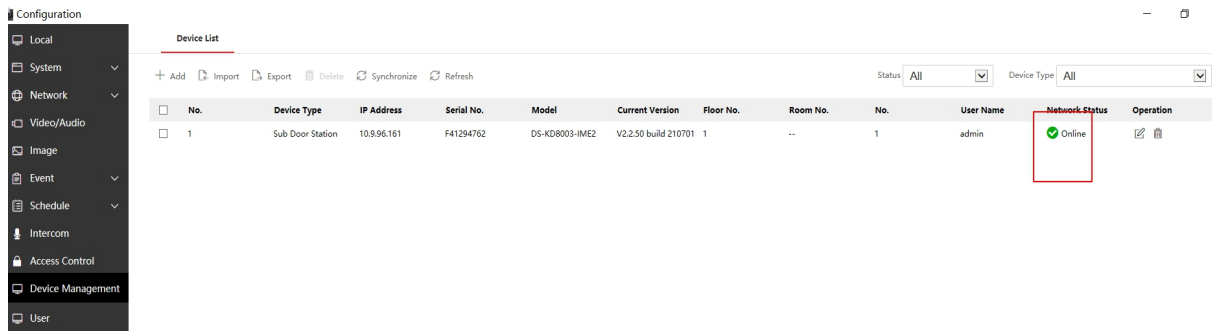 Configuration
Local
System
Network
Video/Audio
Image
Event
Schedule
Intercom
Access Control
Device Management
User
Device List
Add Import Export Delete Synchronize Refresh Status All Device Type All
No. Device Type IP Address Serial No. Model Current Version Floor No. Room No. No. User Name Network Status Operation
1 Sub Door Station 10.9.96.161 F41294762 DS-KD8003-IME2 V2.2.50 build 210701 1 -- 1 admin Online